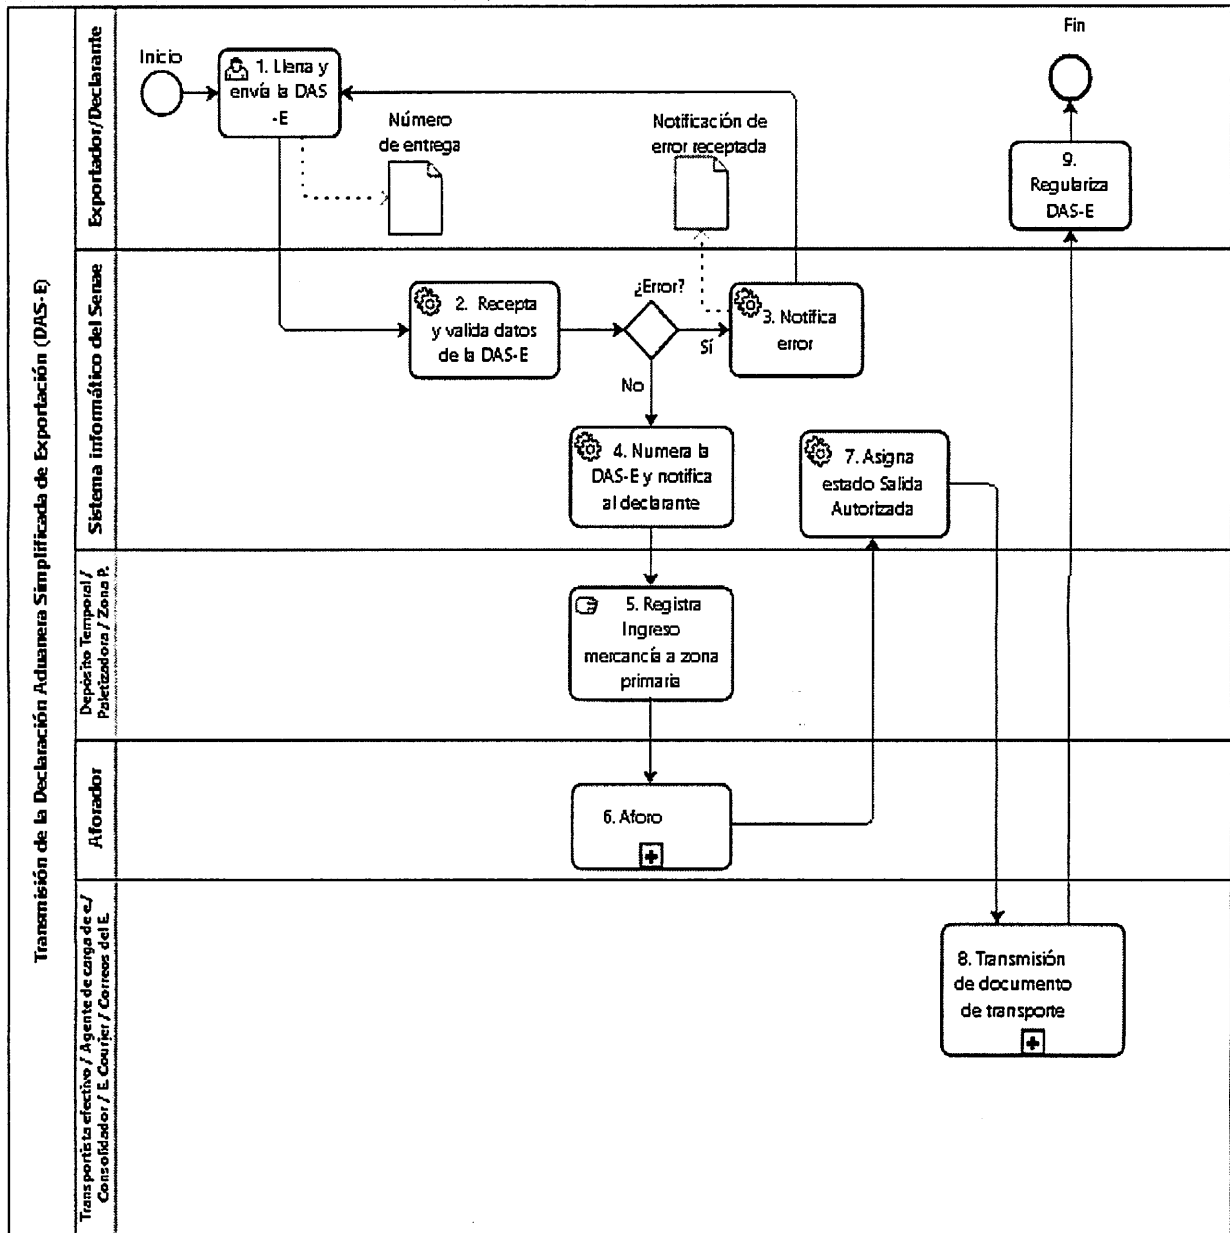 Transmisión de la Declaración Aduanera Simplificada de Exportación (DAS-E)
Exportador/Declarante
Inicio
1. Llena y
envía la DAS
-E
Número
de entrega
Notificación de
error receptada
Fin
9.
Regulariza
DAS-E
Sistema informático del Senae
2. Recepta
y valida datos
de la DAS-E
¿Error?
Sí
No
3. Notifica
error
4. Numera la
DAS-E y notifica
al declarante
7. Asigna
estado Salida
Autorizada
Depósito Temporal /
Paletizadora / Zona P.
5. Registra
Ingreso
mercancía a zona
primaria
Aforador
6. Aforo
Transportista efectivo / Agente de carga de e./
Consolidador / E. Courier / Correos del E.
8. Transmisión
de documento
de transporte